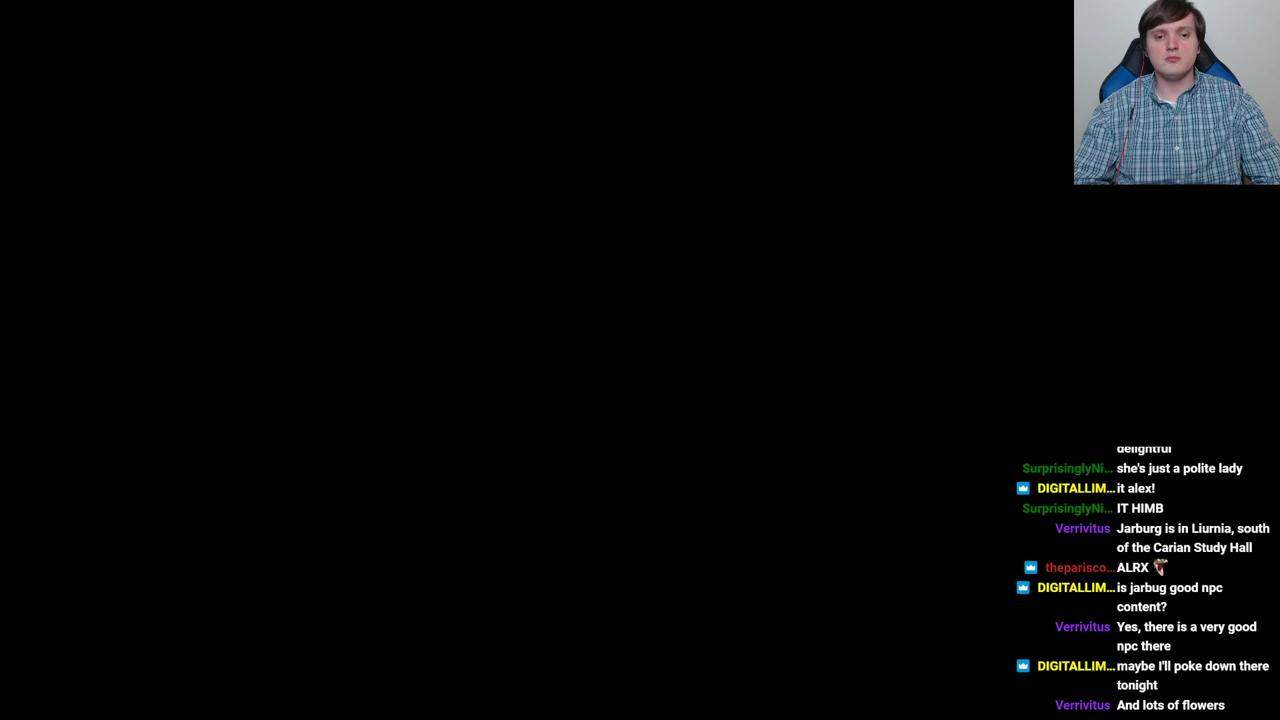 delightful
SurprisinglyNi... she's just a polite lady
DIGITALLIM... it alex!
SurprisinglyNi... IT HIMB
Verrivitus Jarburg is in Liurnia, south
of the Carian Study Hall
theparisco... ALRX
DIGITALLIM... is jarbug good npc
content?
Verrivitus Yes, there is a very good
npc there
DIGITALLIM... maybe I'll poke down there
tonight
Verrivitus And lots of flowers